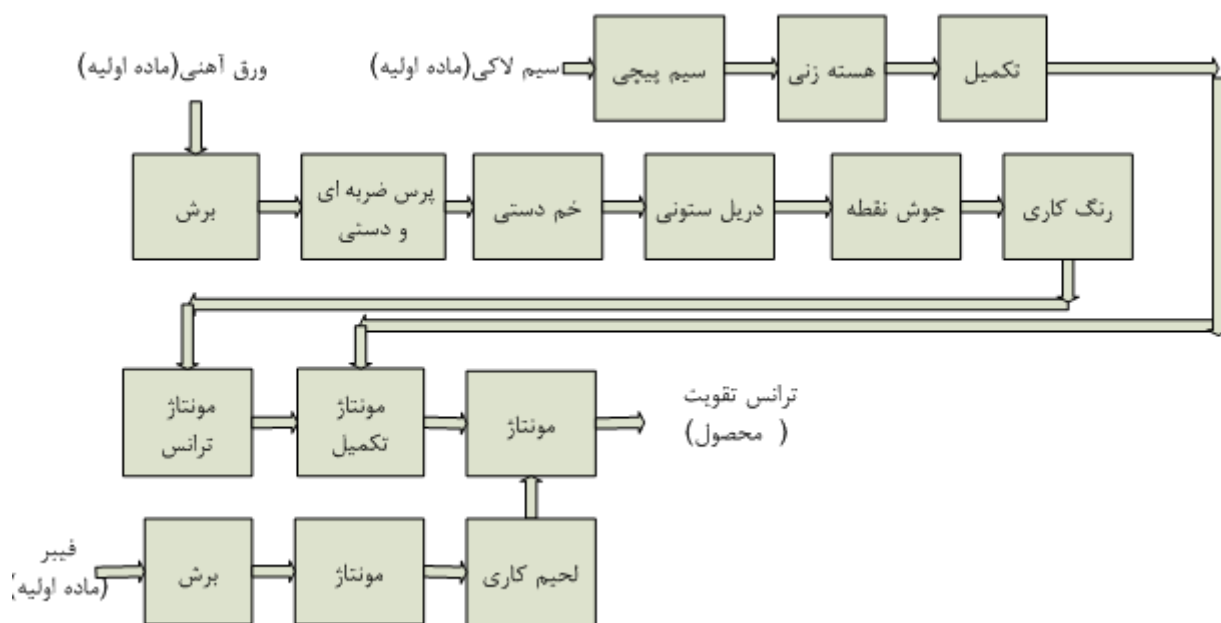 ورق آهنی(ماده اولیه)
سیم لاکی(ماده اولیه)
سیم پیچی
هسته زنی
تکمیل
برش
پرس ضربه ای
و دستی
خم دستی
دریل ستونی
جوش نقطه
رنگ کاری
مونتاژ
ترانس
مونتاژ
تکمیل
مونتاژ
ترانس تقویت
( محصول)
فیبر
(ماده اولیه)
برش
مونتاژ
لحیم کاری